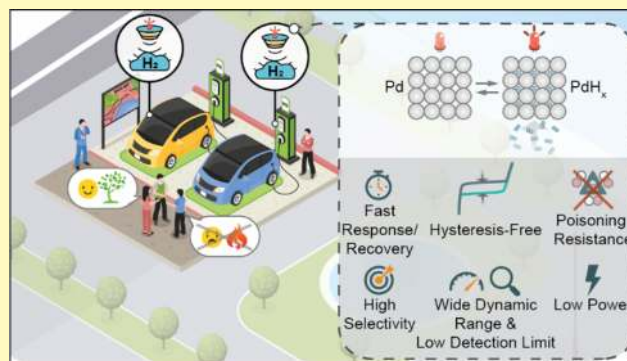 H₂
H₂
Pd
PdHₓ
Fast
Response/
Recovery
Hysteresis-Free
Poisoning
Resistance
High
Selectivity
Wide Dynamic
Range &
Low Detection Limit
Low Power